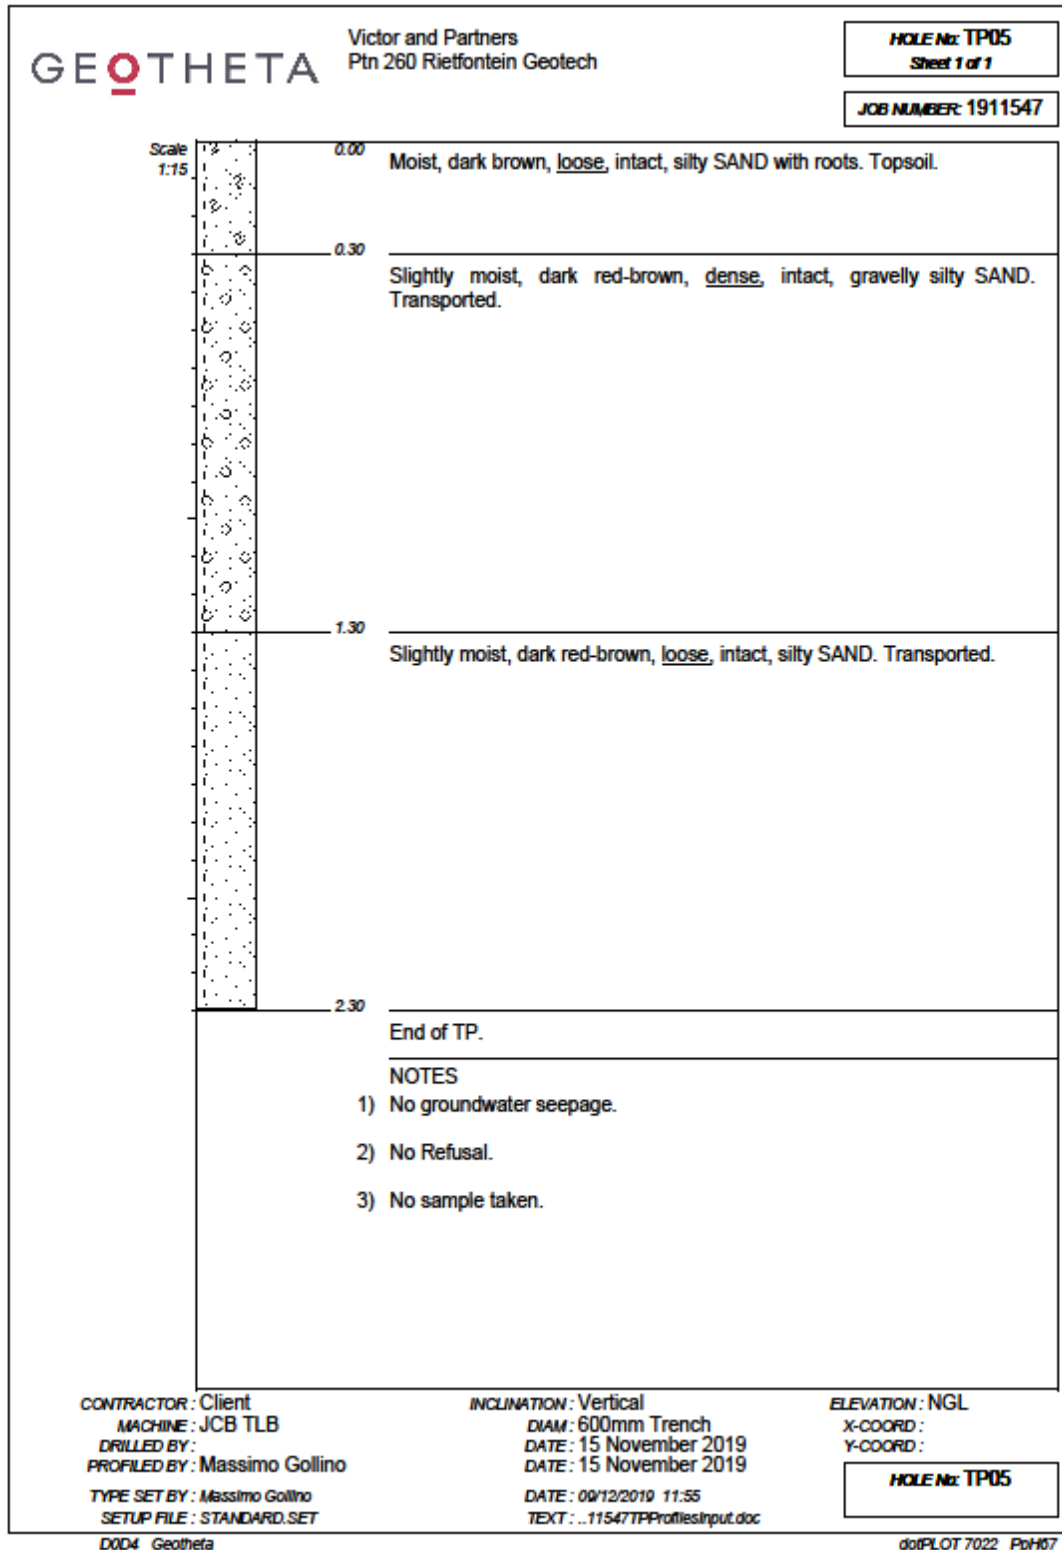 GEOTHETA
Victor and Partners
Ptn 260 Rietfontein Geotech
HOLE No: TP05
Sheet 1 of 1
JOB NUMBER: 1911547
Scale
1:15
0.00
Moist, dark brown, loose, intact, silty SAND with roots. Topsoil.
0.30
Slightly moist, dark red-brown, dense, intact, gravelly silty SAND.
Transported.
1.30
Slightly moist, dark red-brown, loose, intact, silty SAND. Transported.
2.30
End of TP.
NOTES
1) No groundwater seepage.
2) No Refusal.
3) No sample taken.
CONTRACTOR : Client
MACHINE : JCB TLB
DRILLED BY :
PROFILED BY : Massimo Gollino
TYPE SET BY : Massimo Gollino
SETUP FILE : STANDARD.SET
INCLINATION : Vertical
DIAM : 600mm Trench
DATE : 15 November 2019
DATE : 15 November 2019
DATE : 09/12/2019 11:55
TEXT : ..11547TPProfilesInput.doc
ELEVATION : NGL
X-COORD :
Y-COORD :
HOLE No: TP05
D0D4 Geotheta
dotPLOT 7022 PpH67